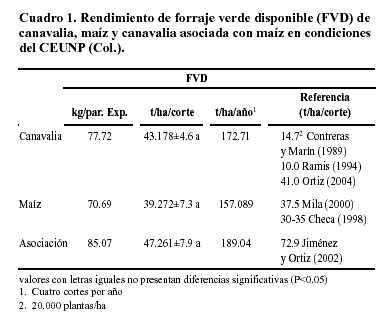 Cuadro 1. Rendimiento de forraje verde disponible (FVD) de
canavalia, maíz y canavalia asociada con maíz en condiciones
del CEUNP (Col.).
FVD
kg/par. Exp. t/ha/corte t/ha/año1 Referencia
(t/ha/corte)
Canavalia 77.72 43.178±4.6 a 172.71 14.72 Contreras
y Marín (1989)
10.0 Ramis (1994)
41.0 Ortiz (2004)
Maíz 70.69 39.272±7.3 a 157.089 37.5 Mila (2000)
30-35 Checa (1998)
Asociación 85.07 47.261±7.9 a 189.04 72.9 Jiménez
y Ortiz (2002)
valores con letras iguales no presentan diferencias significativas (P<0.05)
1. Cuatro cortes por año
2. 20.000 plantas/ha